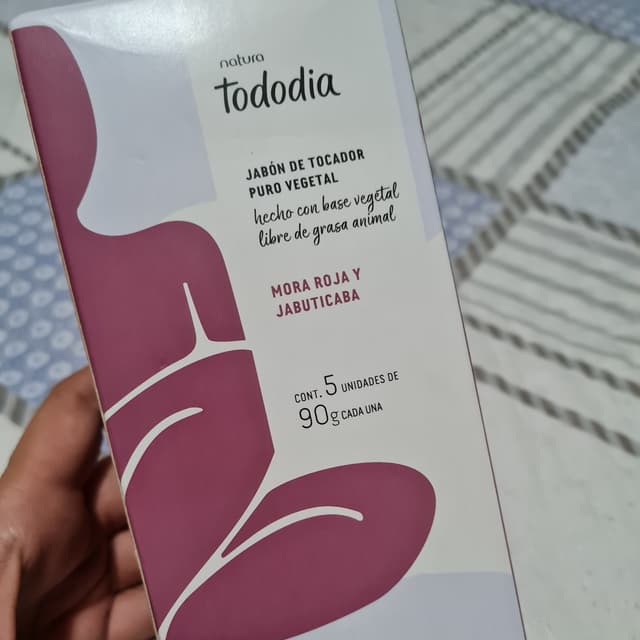 natura
tododia
JABÓN DE TOCADOR
PURO VEGETAL
hecho con base vegetal
libre de grasa animal
MORA ROJA Y
JABUTICABA
CONT. 5 UNIDADES DE
90g CADA UNA